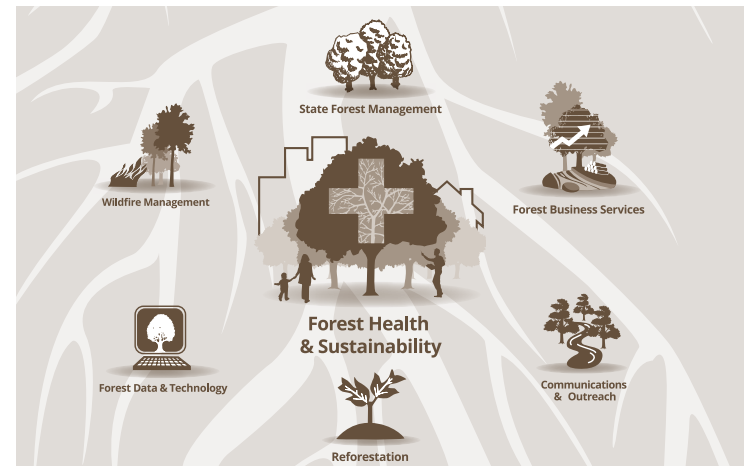 State Forest Management
Wildfire Management
Forest Business Services
Forest Health
& Sustainability
Forest Data & Technology
Communications
& Outreach
Reforestation